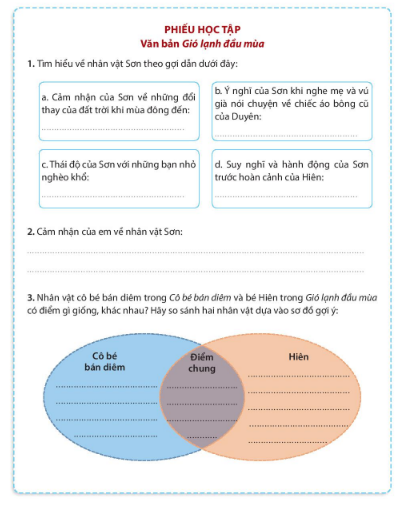 PHIẾU HỌC TẬP
Văn bản Gió lạnh đầu mùa
1. Tìm hiểu về nhân vật Sơn theo gợi dẫn dưới đây:
a. Cảm nhận của Sơn về những đổi
thay của đất trời khi mùa đông đến:
b. Ý nghĩ của Sơn khi nghe mẹ và vú
già nói chuyện về chiếc áo bông cũ
của Duyên:
c. Thái độ của Sơn với những bạn nhỏ
nghèo khổ:
d. Suy nghĩ và hành động của Sơn
trước hoàn cảnh của Hiên:
2. Cảm nhận của em về nhân vật Sơn:
3. Nhân vật cô bé bán diêm trong Cô bé bán diêm và bé Hiên trong Gió lạnh đầu mùa
có điểm gì giống, khác nhau? Hãy so sánh hai nhân vật dựa vào sơ đồ gợi ý:
Cô bé
bán diêm
Điểm
chung
Hiên